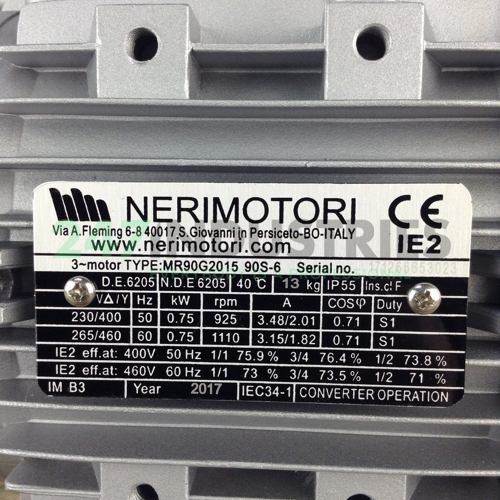 NERIMOTORI CE
Via A.Fleming 6-8 40017 S.Giovanni in Persiceto-BO-ITALY
www.nerimotori.com IE2
3~motor TYPE:MR90G2015 90S-6 Serial no.
D.E.6205 N.D.E 6205 40°C 13 kg IP55 Ins.cl F
V∆/Y Hz kW rpm A COSφ Duty
230/400 50 0.75 925 3.48/2.01 0.71 S1
265/460 60 0.75 1110 3.15/1.82 0.71 S1
IE2 eff.at: 400V 50 Hz 1/1 75.9% 3/4 76.4% 1/2 73.8%
IE2 eff.at: 460V 60 Hz 1/1 73 % 3/4 73.5% 1/2 71 %
IM B3 Year 2017 IEC34-1 CONVERTER OPERATION